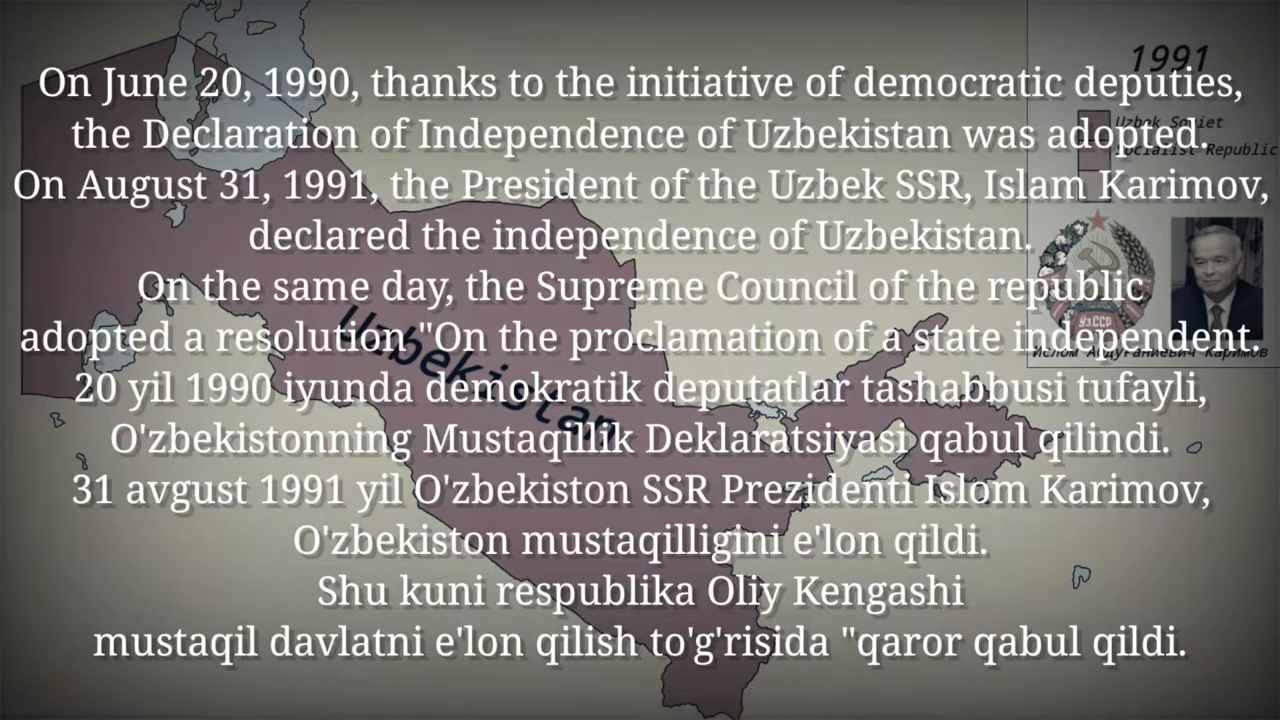 On June 20, 1990, thanks to the initiative of democratic deputies,
the Declaration of Independence of Uzbekistan was adopted.
On August 31, 1991, the President of the Uzbek SSR, Islam Karimov,
declared the independence of Uzbekistan.
On the same day, the Supreme Council of the republic
adopted a resolution "On the proclamation of a state independent.
20 yil 1990 iyunda demokratik deputatlar tashabbusi tufayli,
O'zbekistonning Mustaqillik Deklaratsiyasi qabul qilindi.
31 avgust 1991 yil O'zbekiston SSR Prezidenti Islom Karimov,
O'zbekiston mustaqilligini e'lon qildi.
Shu kuni respublika Oliy Kengashi
mustaqil davlatni e'lon qilish to'g'risida "qaror qabul qildi.
1991
Uzbek Soviet
Socialist Republic
Уз.ССР
Ислом Абдуғаниевич Каримов
Uzbekistan